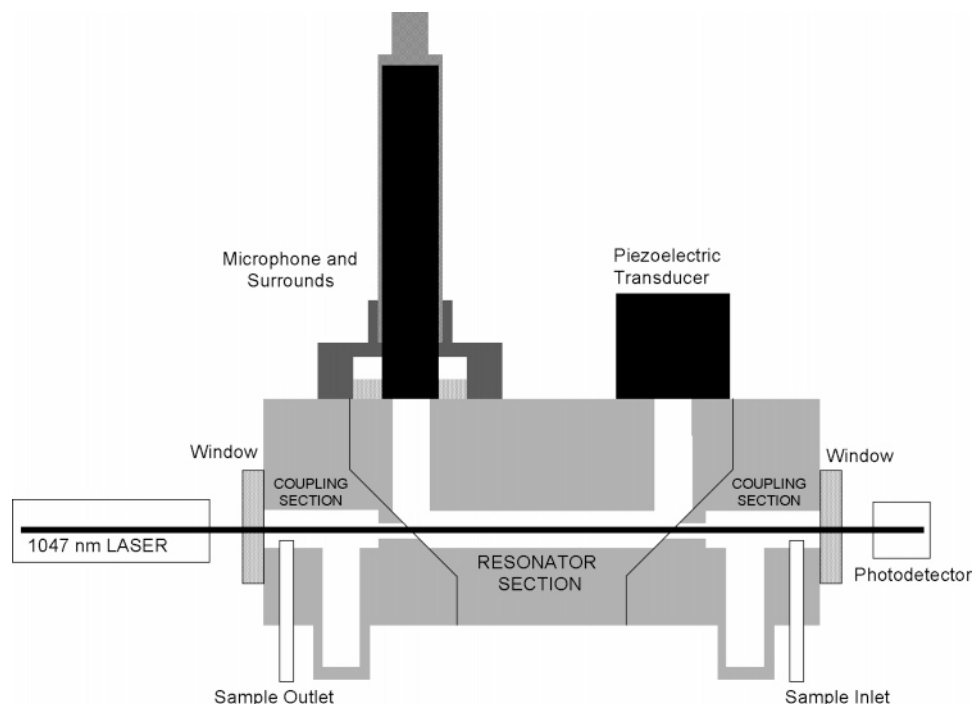 Microphone and
Surrounds
Piezoelectric
Transducer
Window
Window
COUPLING
SECTION
COUPLING
SECTION
1047 nm LASER
RESONATOR
SECTION
Photodetector
Sample Outlet
Sample Inlet